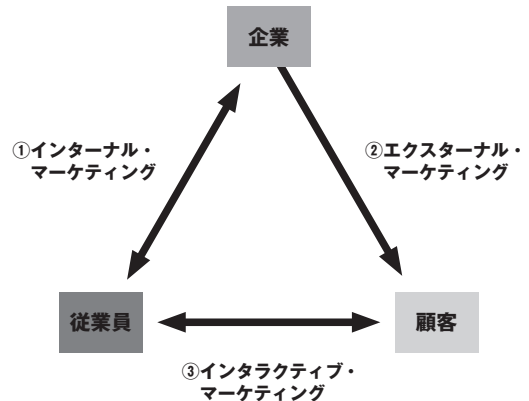 企業
①インターナル・
マーケティング
②エクスターナル・
マーケティング
従業員
顧客
③インタラクティブ・
マーケティング